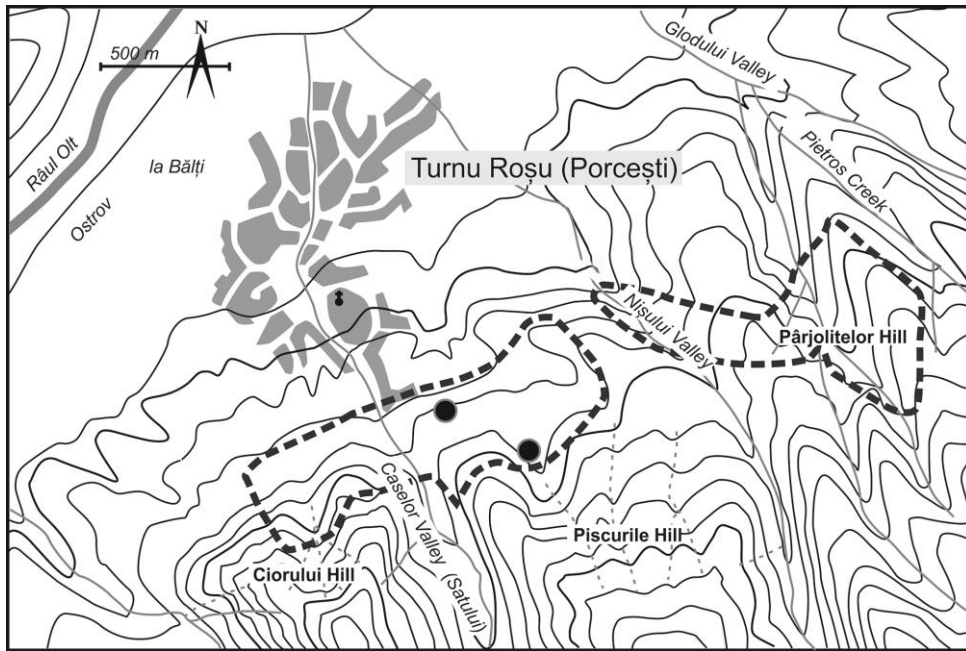 N
500 m
Glodului Valley
Râul Olt
la Bălți
Ostrov
Turnu Roșu (Porcești)
Pietros Creek
Nișului Valley
Pârjolitelor Hill
Caselor Valley (Satului)
Piscurile Hill
Ciorului Hill